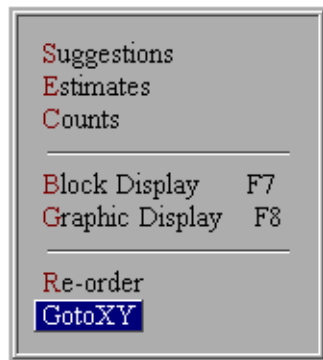 Suggestions
Estimates
Counts
Block Display F7
Graphic Display F8
Re-order
GotoXY